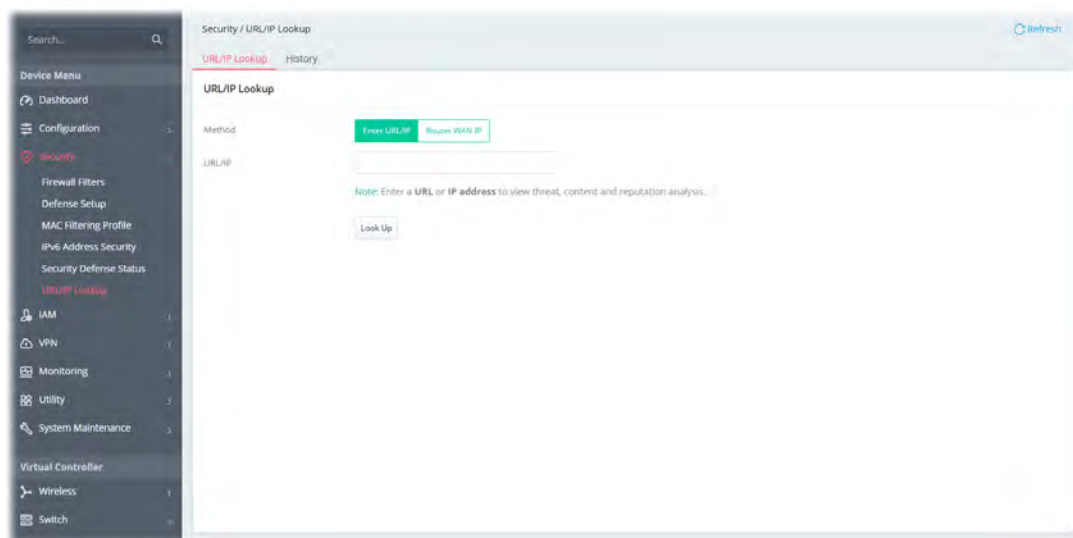 Search...
Device Menu
Dashboard
Configuration
Security
Firewall Filters
Defense Setup
MAC Filtering Profile
IPv6 Address Security
Security Defense Status
URL/IP Lookup
IAM
VPN
Monitoring
Utility
System Maintenance
Virtual Controller
Wireless
Switch
Security / URL/IP Lookup
Refresh
URL/IP Lookup History
URL/IP Lookup
Method Enter URL/IP Router WAN IP
URL/IP
Note: Enter a URL or IP address to view threat, content and reputation analysis.
Look Up